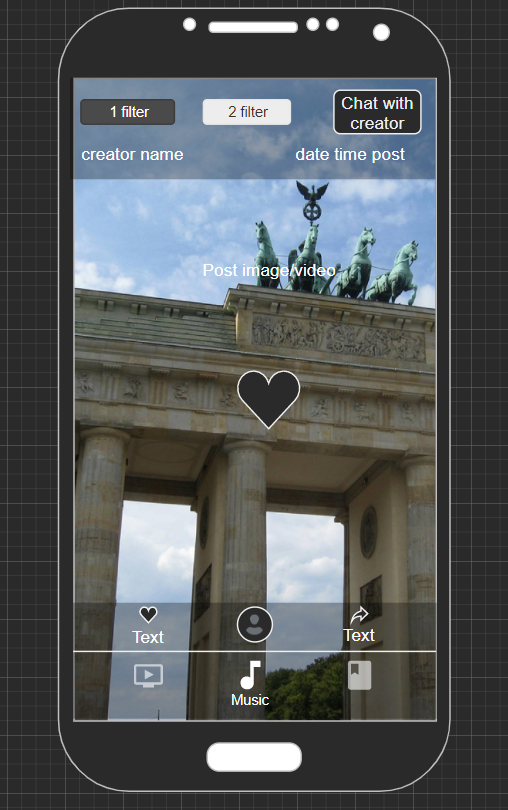 1 filter
2 filter
Chat with
creator
creator name
date time post
Post image/video
Text
Text
Music